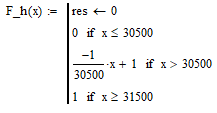 F_h(x) := res ← 0
0 if x ≤ 30500
-1/30500 ·x + 1 if x > 30500
1 if x ≥ 31500